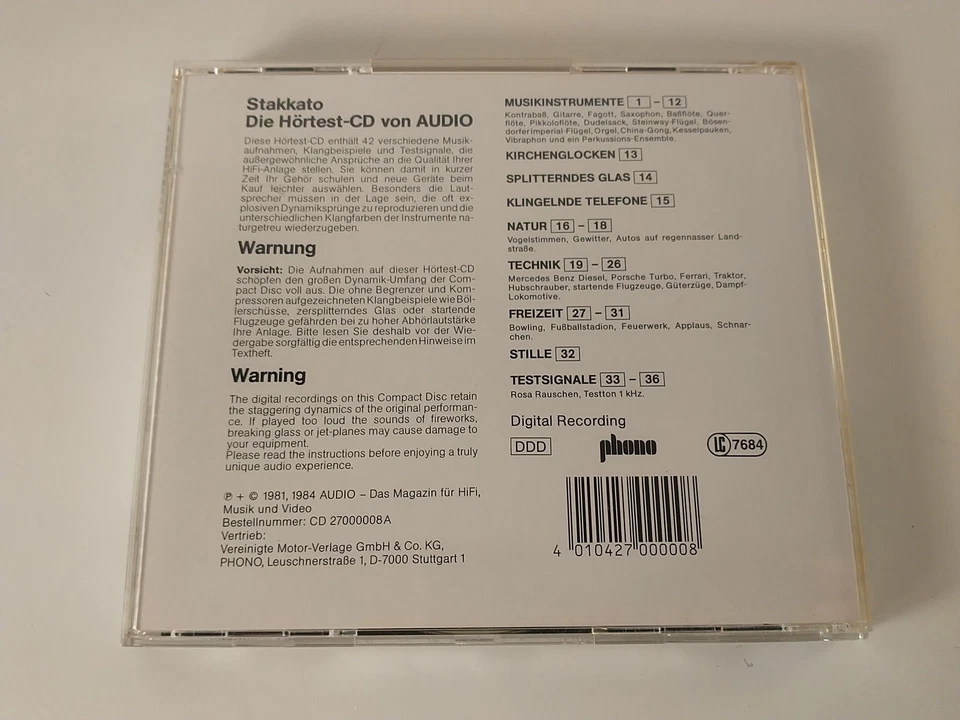 Stakkato
Die Hörtest-CD von AUDIO
Diese Hörtest-CD enthält 42 verschiedene Musik-
aufnahmen, Klangbeispiele und Testsignale, die
außergewöhnliche Ansprüche an die Qualität Ihrer
HiFi-Anlage stellen. Sie können damit in kurzer
Zeit Ihr Gehör schulen und neue Geräte beim
Kauf leichter auswählen. Besonders die Laut-
sprecher müssen in der Lage sein, die oft ex-
plosiven Dynamiksprünge zu reproduzieren und die
unterschiedlichen Klangfarben der Instrumente na-
turgetreu wiederzugeben.
Warnung
Vorsicht: Die Aufnahmen auf dieser Hörtest-CD
schöpfen den großen Dynamik-Umfang der Com-
pact Disc voll aus. Die ohne Begrenzer und Kom-
pressoren aufgezeichneten Klangbeispiele wie Böl-
lerschüsse, zersplitterndes Glas oder startende
Flugzeuge gefährden bei zu hoher Abhörlautstärke
Ihre Anlage. Bitte lesen Sie deshalb vor der Wie-
dergabe sorgfältig die entsprechenden Hinweise im
Textheft.
Warning
The digital recordings on this Compact Disc retain
the staggering dynamics of the original performan-
ce. If played too loud the sounds of fireworks,
breaking glass or jet-planes may cause damage to
your equipment.
Please read the instructions before enjoying a truly
unique audio experience.
℗ + © 1981, 1984 AUDIO – Das Magazin für HiFi,
Musik und Video
Bestellnummer: CD 27000008A
Vertrieb:
Vereinigte Motor-Verlage GmbH & Co. KG,
PHONO, Leuschnerstraße 1, D-7000 Stuttgart 1
MUSIKINSTRUMENTE 1 – 12
Kontrabaß, Gitarre, Fagott, Saxophon, Baßflöte, Quer-
flöte, Pikkoloflöte, Dudelsack, Steinway-Flügel, Bösen-
dorfer Imperial-Flügel, Orgel, China-Gong, Kesselpauken,
Vibraphon und ein Perkussions-Ensemble.
KIRCHENGLOCKEN 13
SPLITTERNDES GLAS 14
KLINGELNDE TELEFONE 15
NATUR 16 – 18
Vogelstimmen, Gewitter, Autos auf regennasser Land-
straße.
TECHNIK 19 – 26
Mercedes Benz Diesel, Porsche Turbo, Ferrari, Traktor,
Hubschrauber, startende Flugzeuge, Güterzüge, Dampf-
Lokomotive.
FREIZEIT 27 – 31
Bowling, Fußballstadion, Feuerwerk, Applaus, Schnar-
chen.
STILLE 32
TESTSIGNALE 33 – 36
Rosa Rauschen, Testton 1 kHz.
Digital Recording
DDD phono LC 7684
4 010427 000008